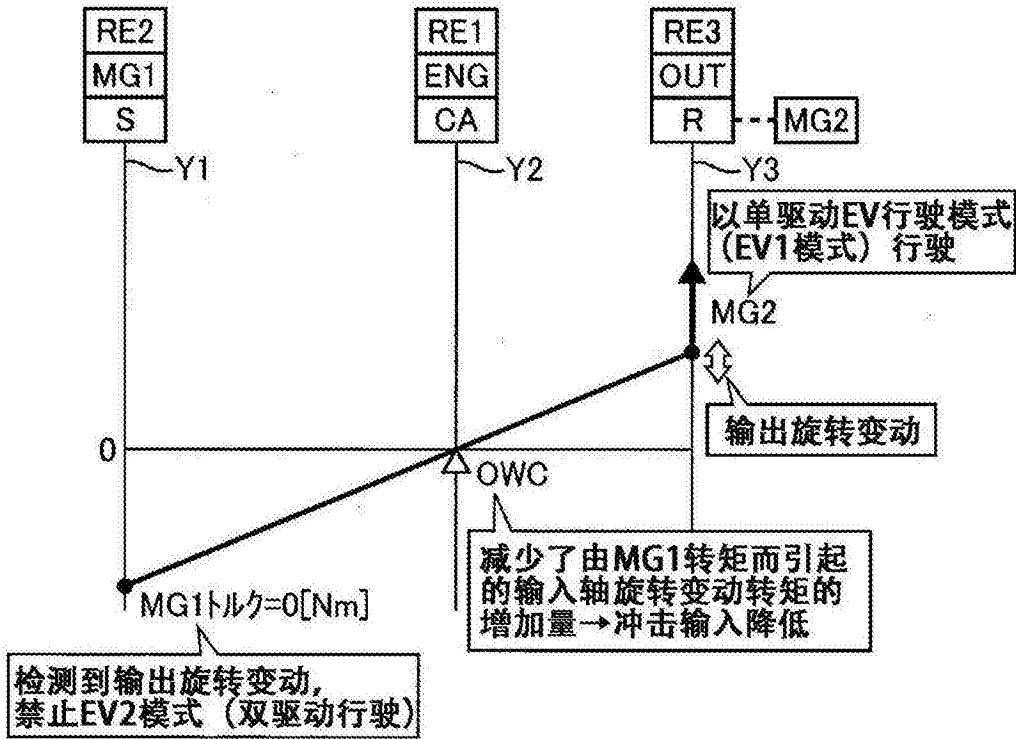 RE2
MG1
S
RE1
ENG
CA
RE3
OUT
R
MG2
Y1
Y2
Y3
以单驱动EV行驶模式
（EV1模式）行驶
MG2
输出旋转变动
0
OWC
减少了由MG1转矩而引起
的输入轴旋转变动转矩的
增加量→冲击输入降低
MG1トルク=0[Nm]
检测到输出旋转变动,
禁止EV2模式（双驱动行驶）